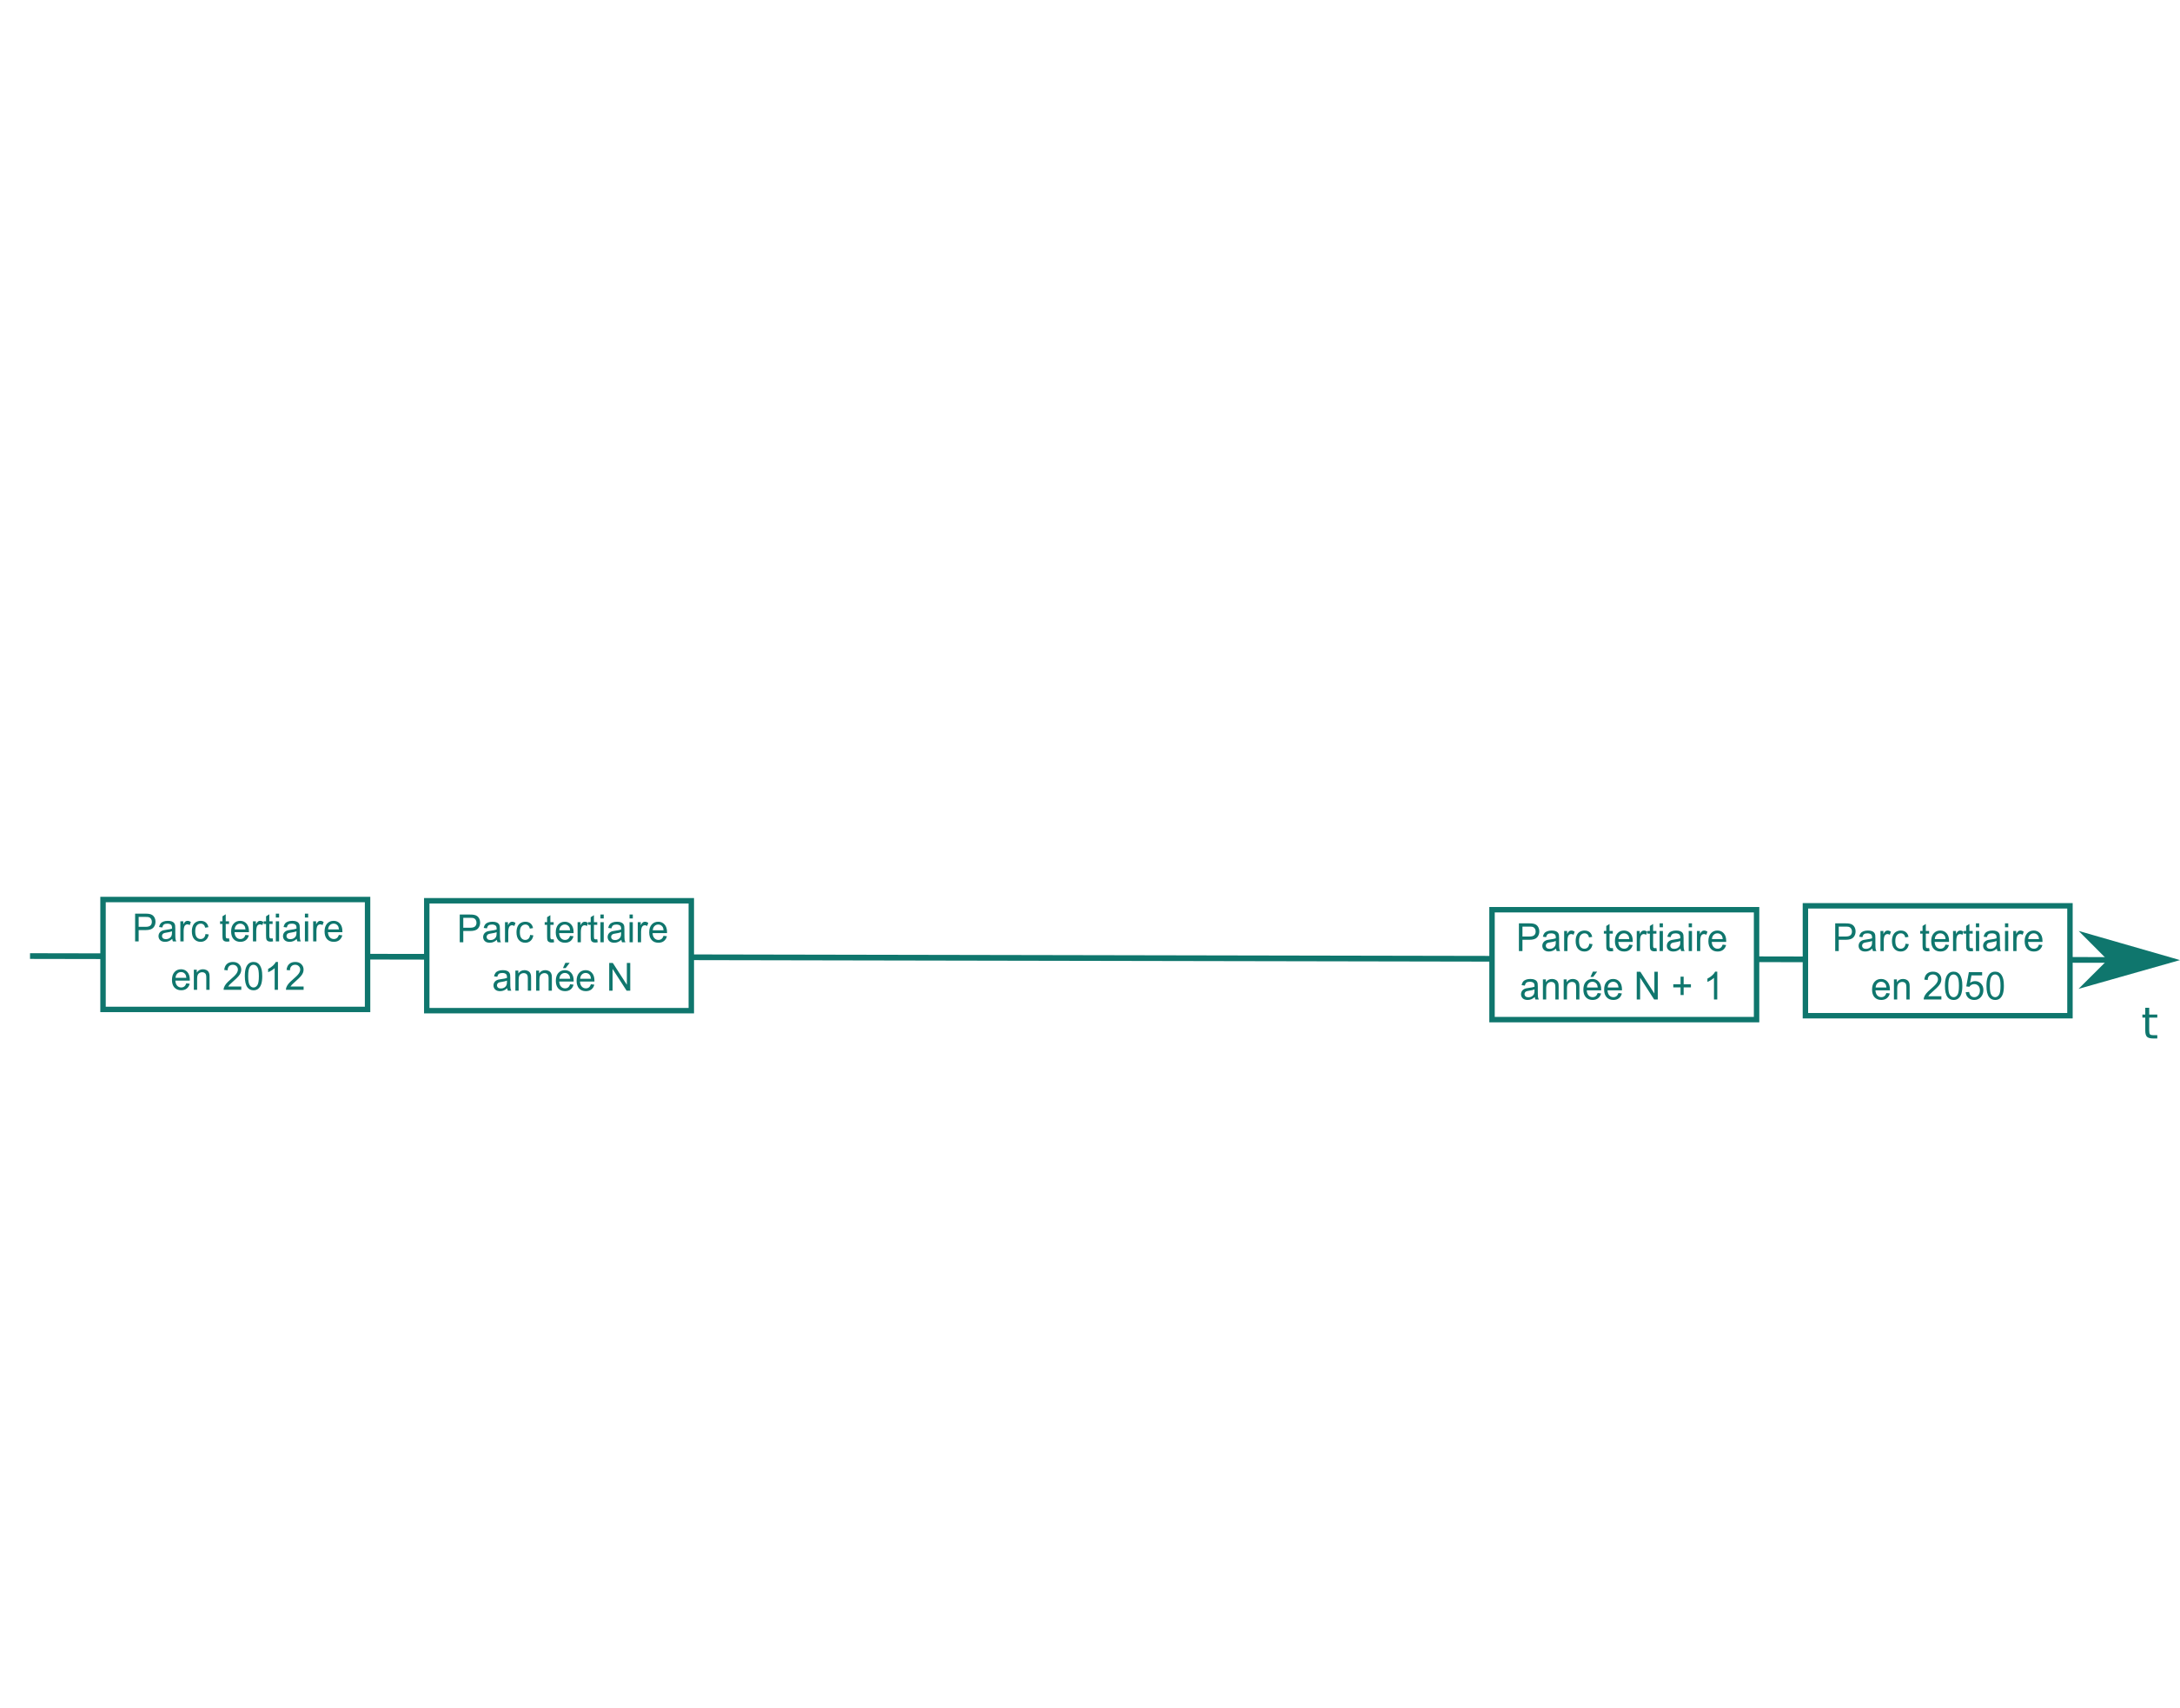 Parc tertiaire
en 2012
Parc tertiaire
année N
Parc tertiaire
année N + 1
Parc tertiaire
en 2050
t